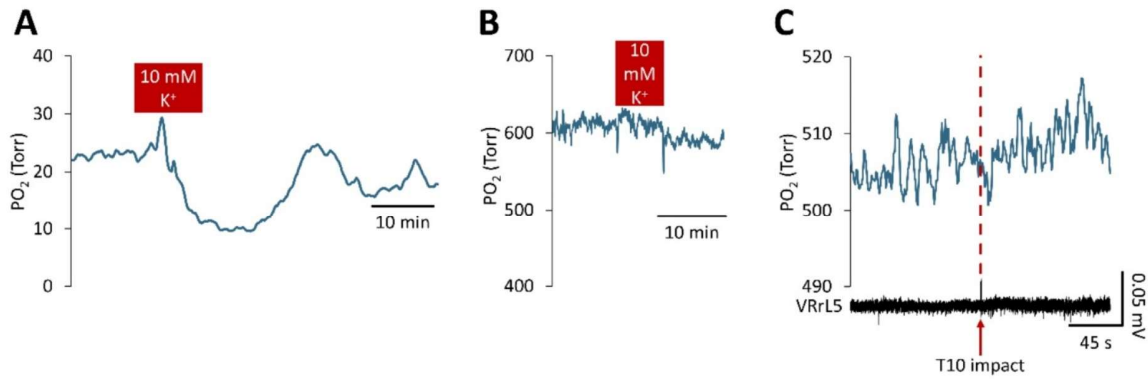 A
PO₂ (Torr)
40
30
20
10
0
10 mM
K⁺
10 min
B
PO₂ (Torr)
700
600
500
400
10
mM
K⁺
10 min
C
PO₂ (Torr)
520
510
500
490
VRrL5
0.05 mV
45 s
T10 impact